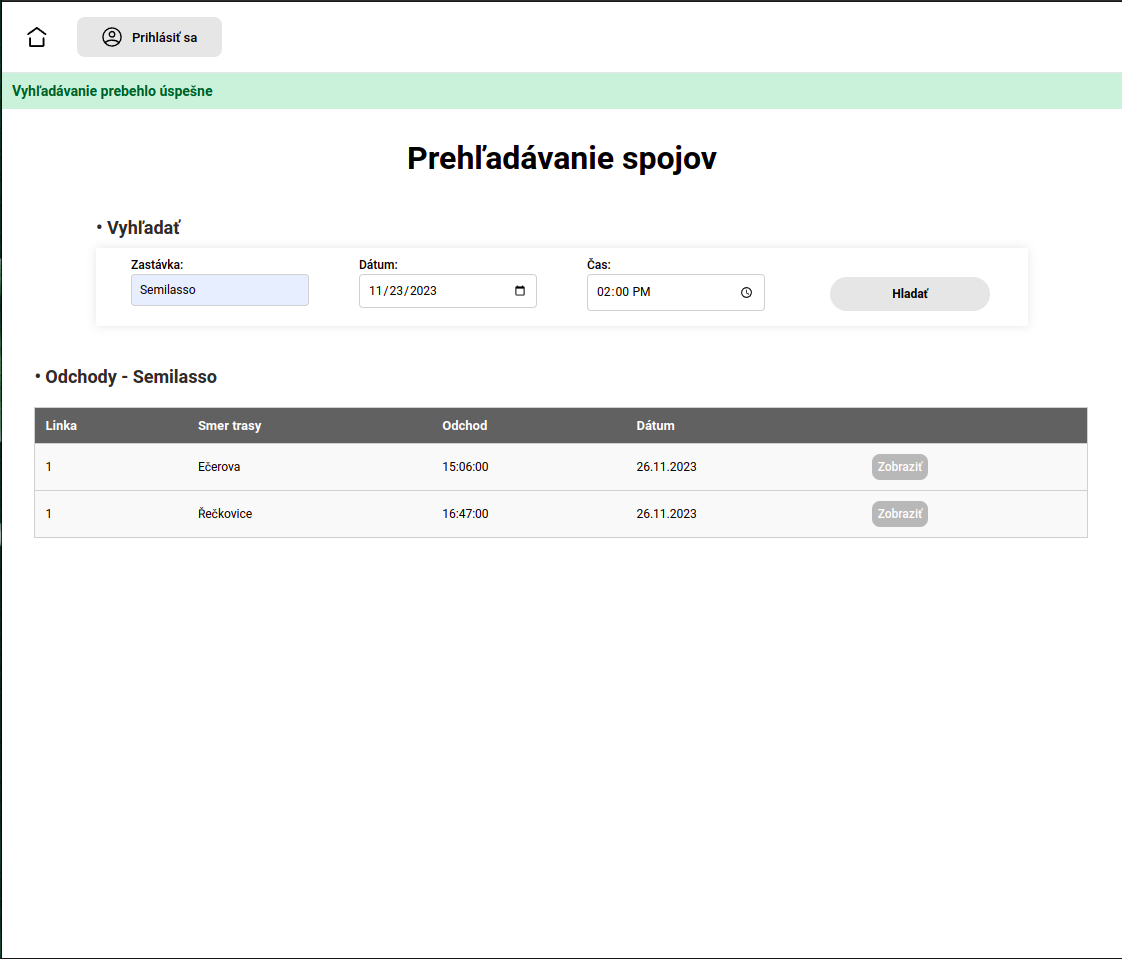 Prihlásiť sa
Vyhľadávanie prebehlo úspešne
Prehľadávanie spojov
• Vyhľadať
Zastávka: Dátum: Čas:
Semilasso 11/23/2023 02:00 PM Hladať
• Odchody - Semilasso
Linka Smer trasy Odchod Dátum
1 Ečerova 15:06:00 26.11.2023 Zobraziť
1 Řečkovice 16:47:00 26.11.2023 Zobraziť